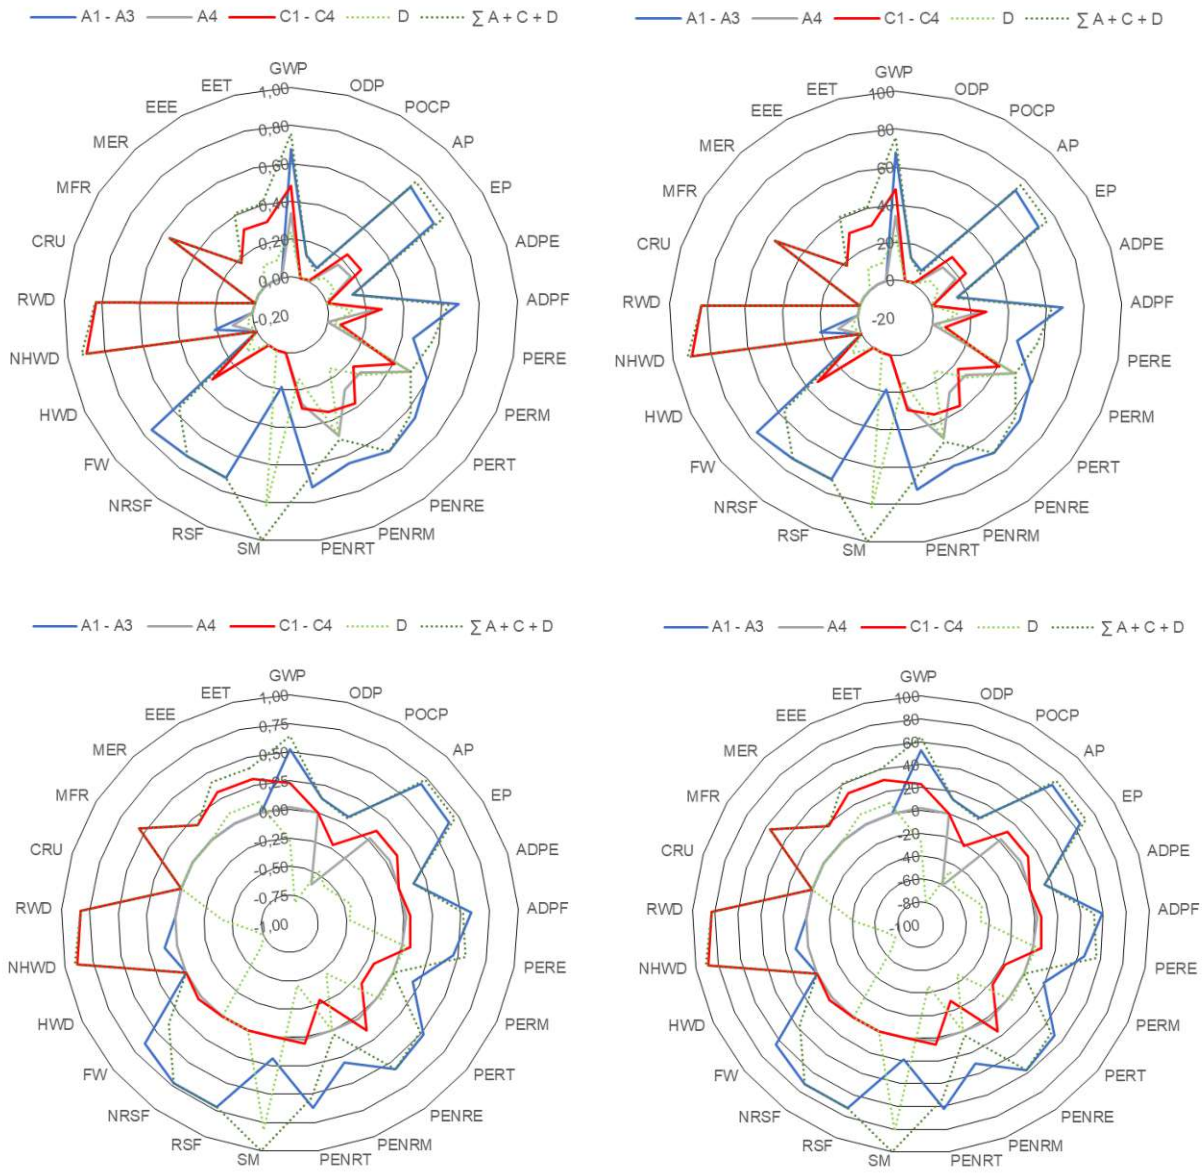 A1 - A3 A4 C1 - C4 D ∑ A + C + D
GWP
ODP
POCP
AP
EP
ADPE
ADPF
PERE
PERM
PERT
PENRE
PENRM
PENRT
SM
RSF
NRSF
FW
HWD
NHWD
RWD
CRU
MFR
MER
EEE
EET
1,00
0,80
0,60
0,40
0,20
0,00
-0,20
A1 - A3 A4 C1 - C4 D ∑ A + C + D
GWP
ODP
POCP
AP
EP
ADPE
ADPF
PERE
PERM
PERT
PENRE
PENRM
PENRT
SM
RSF
NRSF
FW
HWD
NHWD
RWD
CRU
MFR
MER
EEE
EET
100
80
60
40
20
0
-20
A1 - A3 A4 C1 - C4 D ∑ A + C + D
GWP
ODP
POCP
AP
EP
ADPE
ADPF
PERE
PERM
PERT
PENRE
PENRM
PENRT
SM
RSF
NRSF
FW
HWD
NHWD
RWD
CRU
MFR
MER
EEE
EET
1,00
0,75
0,50
0,25
0,00
-0,25
-0,50
-0,75
-1,00
A1 - A3 A4 C1 - C4 D ∑ A + C + D
GWP
ODP
POCP
AP
EP
ADPE
ADPF
PERE
PERM
PERT
PENRE
PENRM
PENRT
SM
RSF
NRSF
FW
HWD
NHWD
RWD
CRU
MFR
MER
EEE
EET
100
80
60
40
20
0
-20
-40
-60
-80
-100